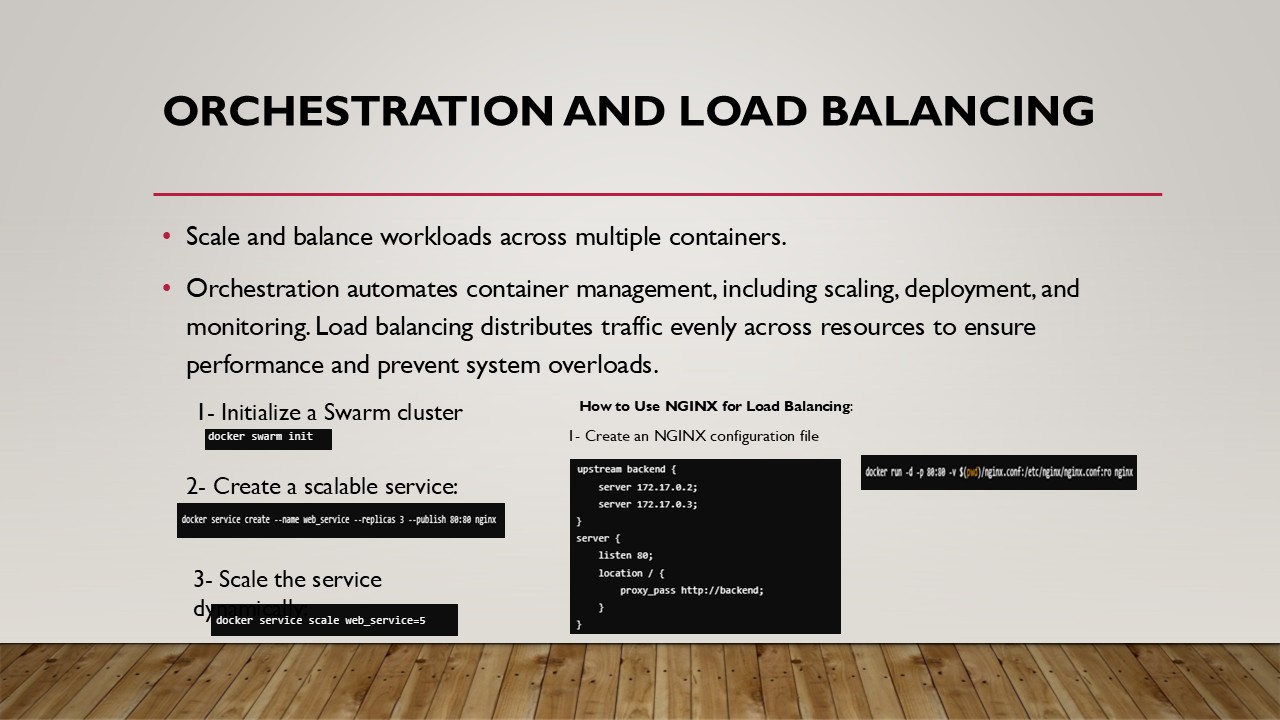 ORCHESTRATION AND LOAD BALANCING
• Scale and balance workloads across multiple containers.
• Orchestration automates container management, including scaling, deployment, and
monitoring. Load balancing distributes traffic evenly across resources to ensure
performance and prevent system overloads.
1- Initialize a Swarm cluster
docker swarm init
2- Create a scalable service:
docker service create --name web_service --replicas 3 --publish 80:80 nginx
3- Scale the service
dynamically:
docker service scale web_service=5
How to Use NGINX for Load Balancing:
1- Create an NGINX configuration file
upstream backend {
    server 172.17.0.2;
    server 172.17.0.3;
}
server {
    listen 80;
    location / {
        proxy_pass http://backend;
    }
}
docker run -d -p 80:80 -v $(pwd)/nginx.conf:/etc/nginx/nginx.conf:ro nginx